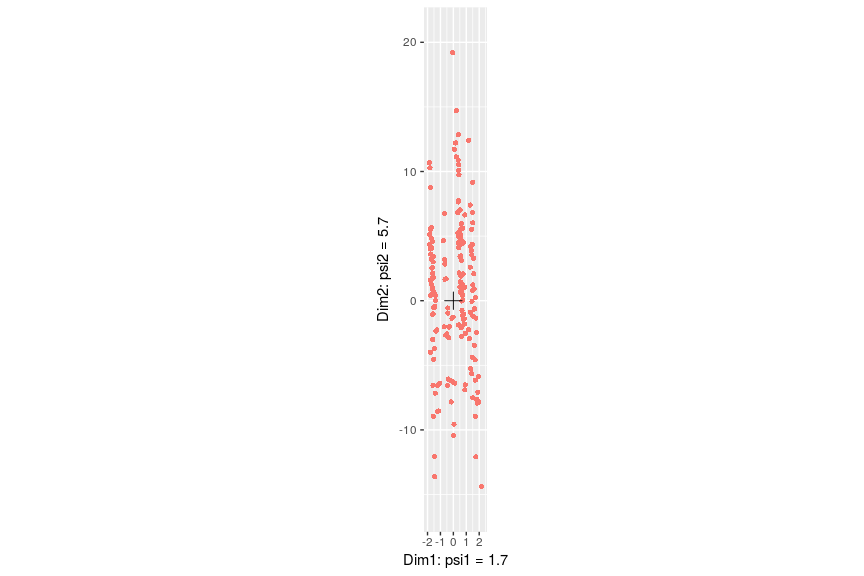 20
10
0
-10
Dim2: psi2 = 5.7
-2 -1 0 1 2
Dim1: psi1 = 1.7